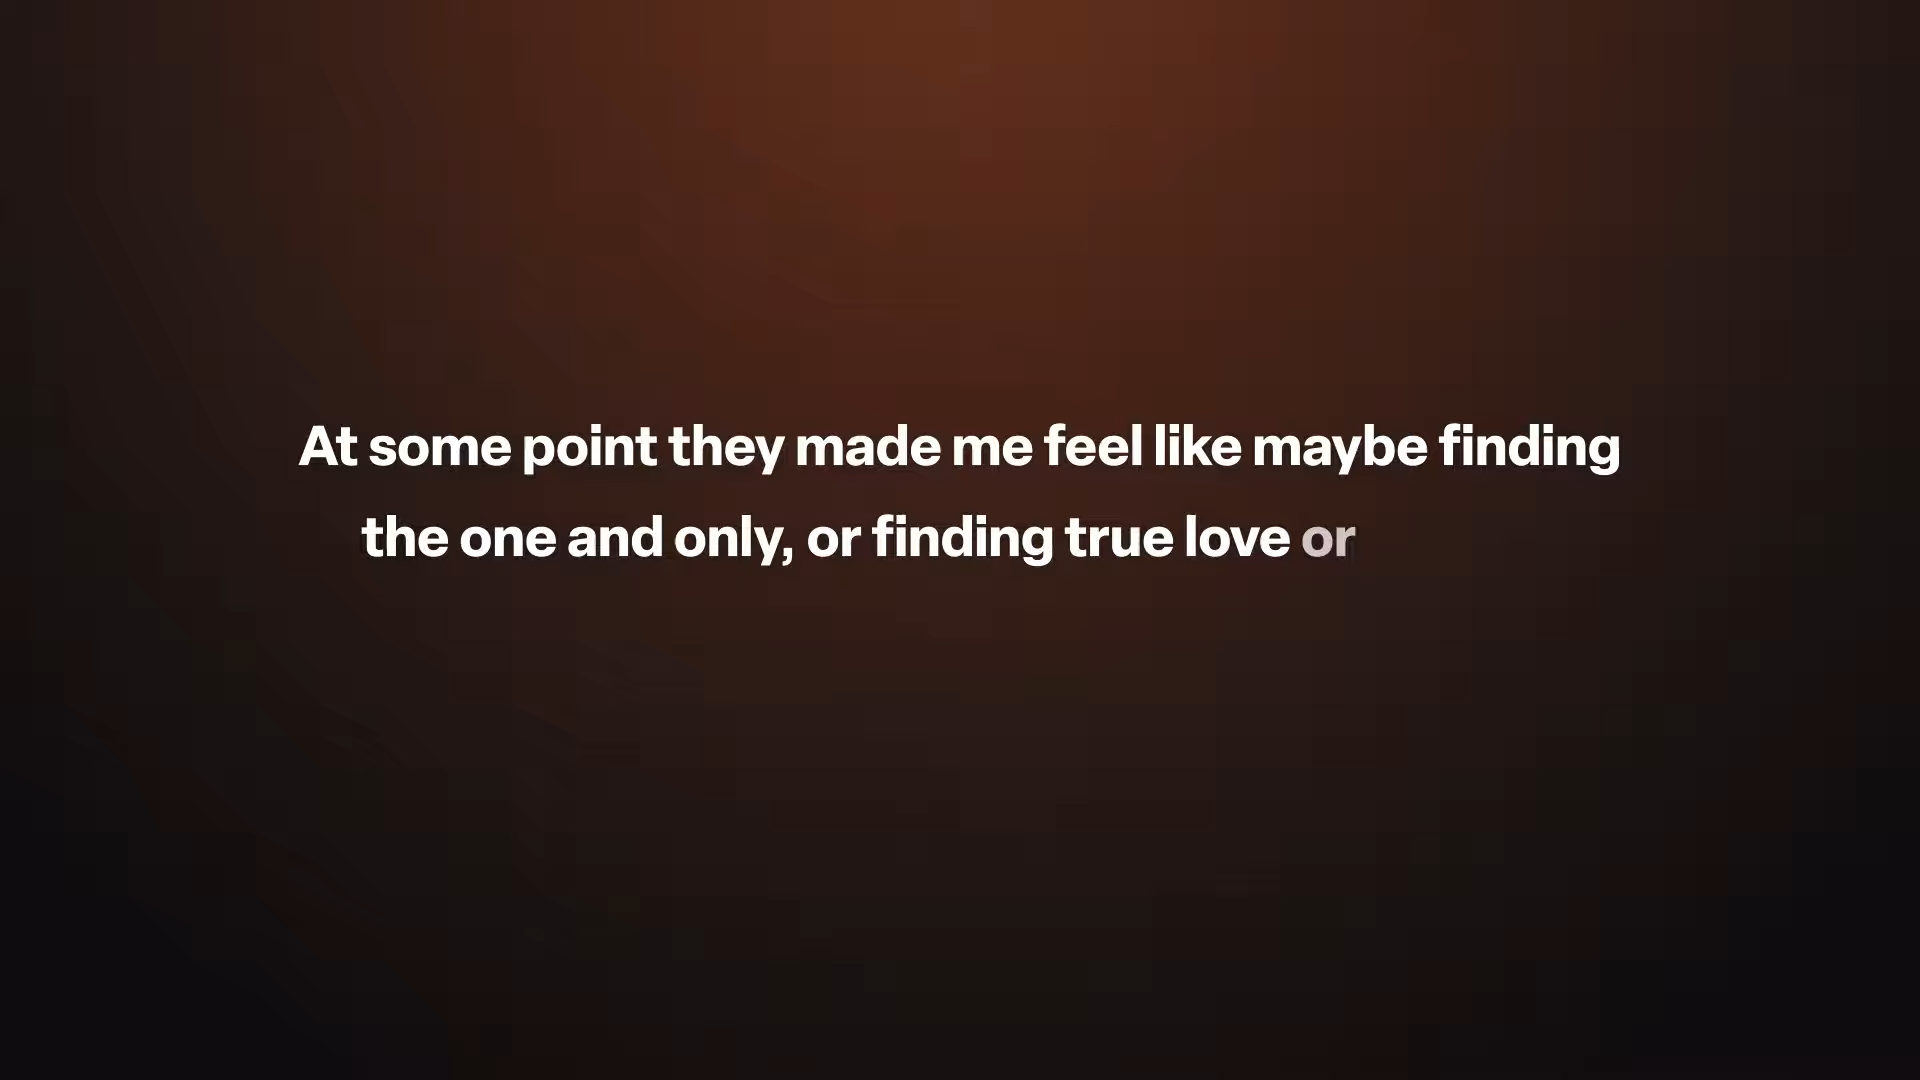 At some point they made me feel like maybe finding
the one and only, or finding true love or